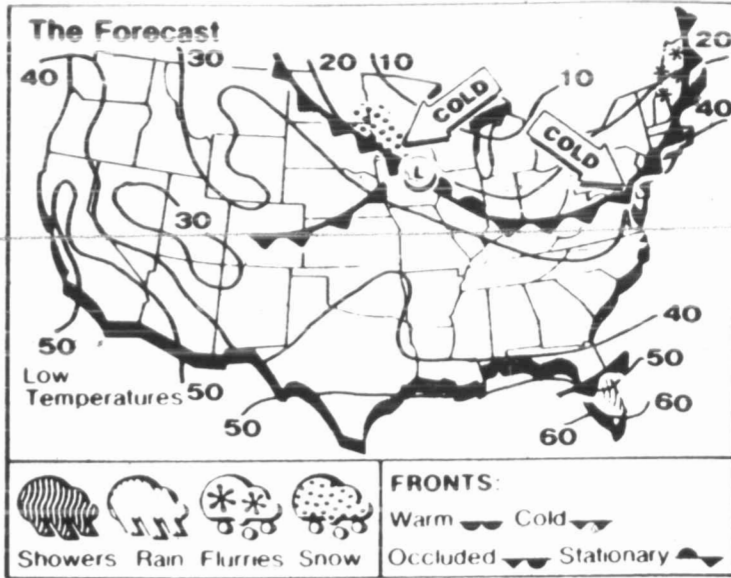 The Forecast
30
20
10
20
40
COLD
10
40
COLD
30
L
40
50
50
Low
Temperatures
50
50
60
60
Showers Rain Flurries Snow
FRONTS:
Warm Cold
Occluded Stationary